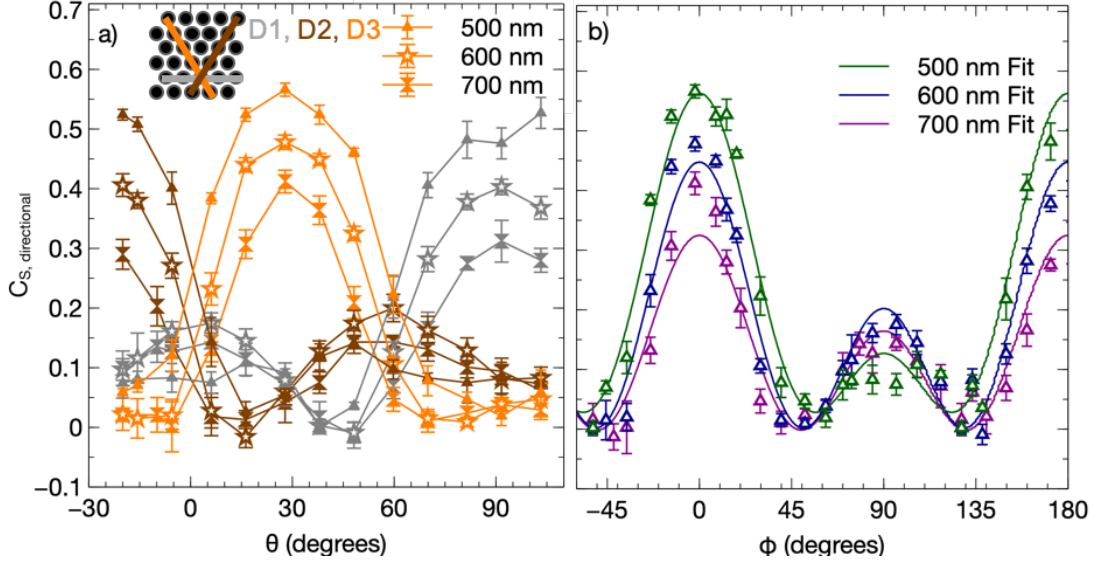 a)
D1, D2, D3
500 nm
600 nm
700 nm
0.7
0.6
0.5
0.4
0.3
0.2
0.1
0
−0.1
C_S, directional
-30
0
30
60
90
θ (degrees)
b)
500 nm Fit
600 nm Fit
700 nm Fit
-45
0
45
90
135
180
Φ (degrees)